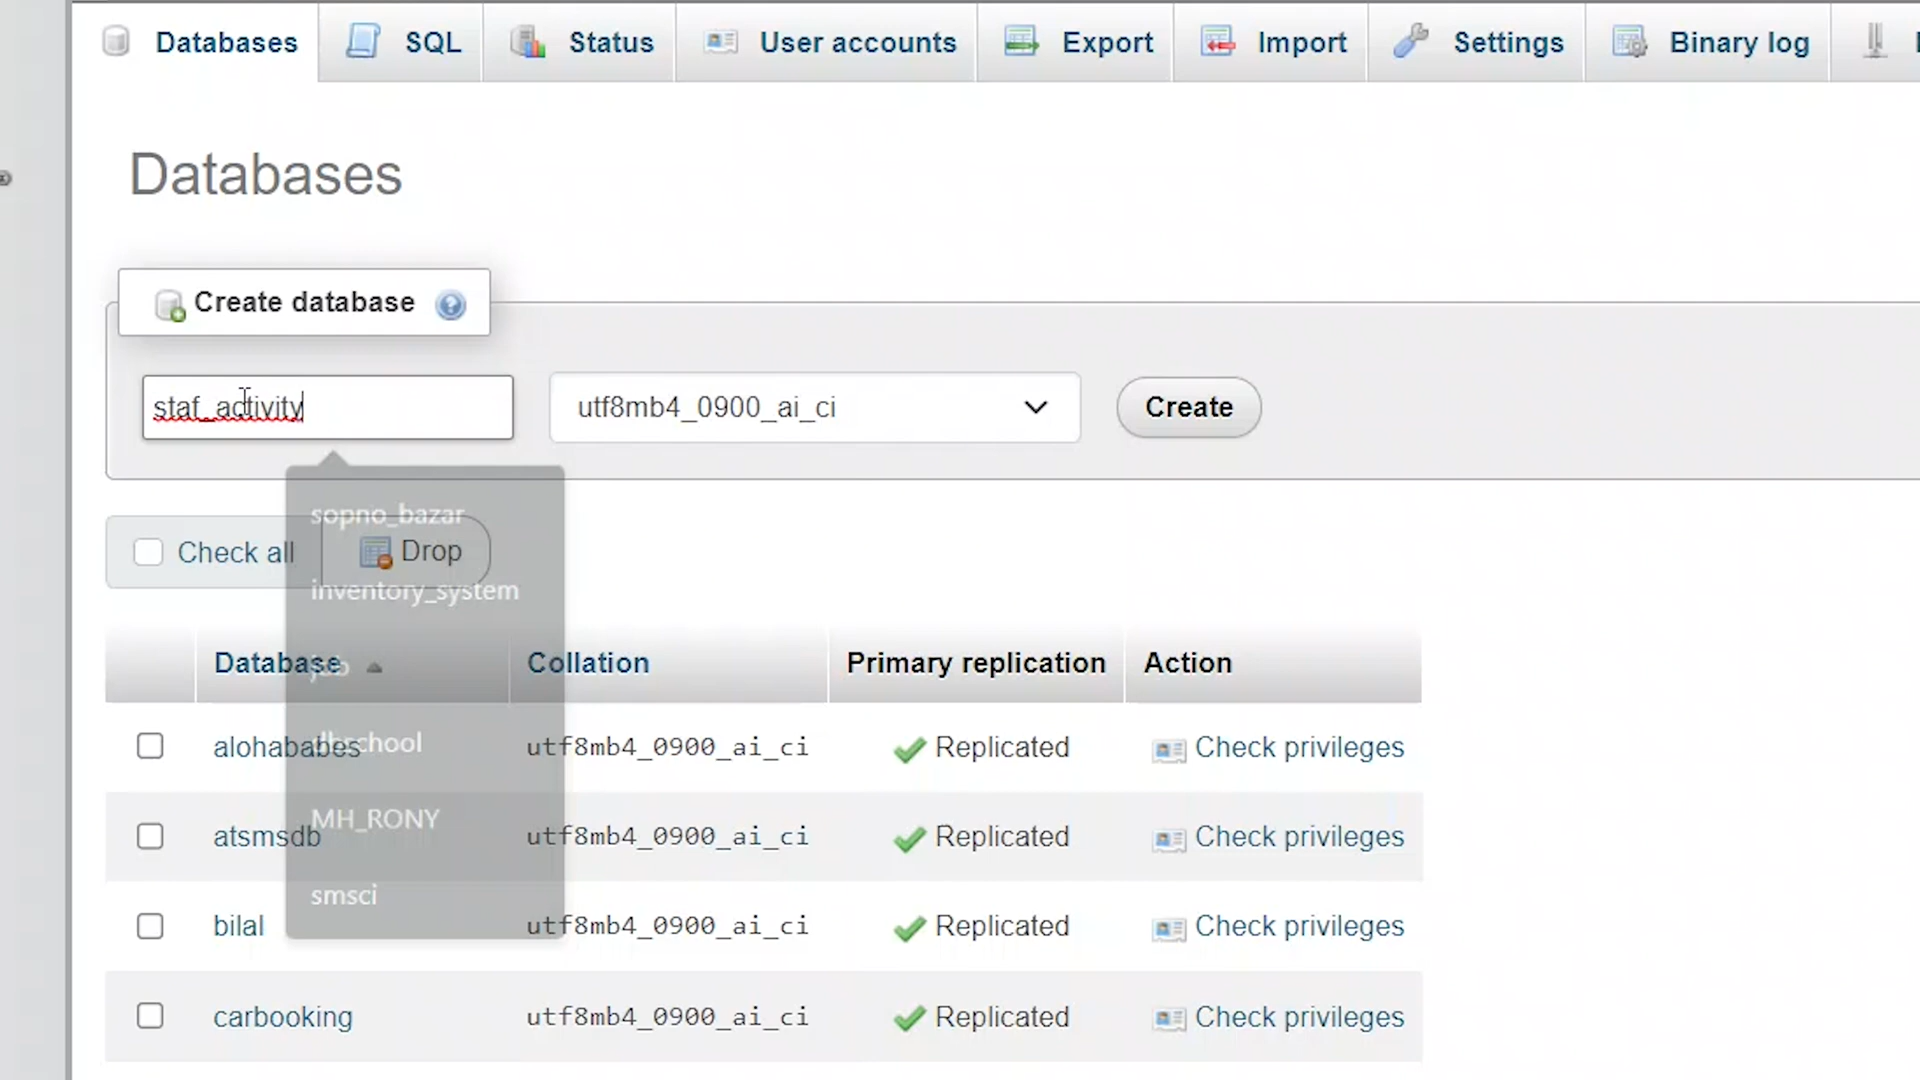 Databases SQL Status User accounts Export Import Settings Binary log
Databases
Create database
staf_activity utf8mb4_0900_ai_ci Create
sopno_bazar
Check all Drop
inventory_system
job
Database Collation Primary replication Action
dbschool
alohababes utf8mb4_0900_ai_ci Replicated Check privileges
MH_RONY
atsmsdb utf8mb4_0900_ai_ci Replicated Check privileges
smsci
bilal utf8mb4_0900_ai_ci Replicated Check privileges
carbooking utf8mb4_0900_ai_ci Replicated Check privileges